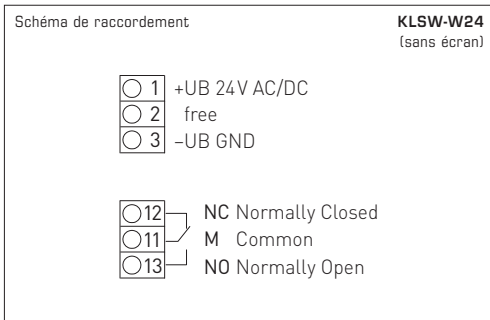 Schéma de raccordement KLSW-W24
(sans écran)
1 +UB 24 V AC/DC
2 free
3 –UB GND
12 NC Normally Closed
11 M Common
13 NO Normally Open